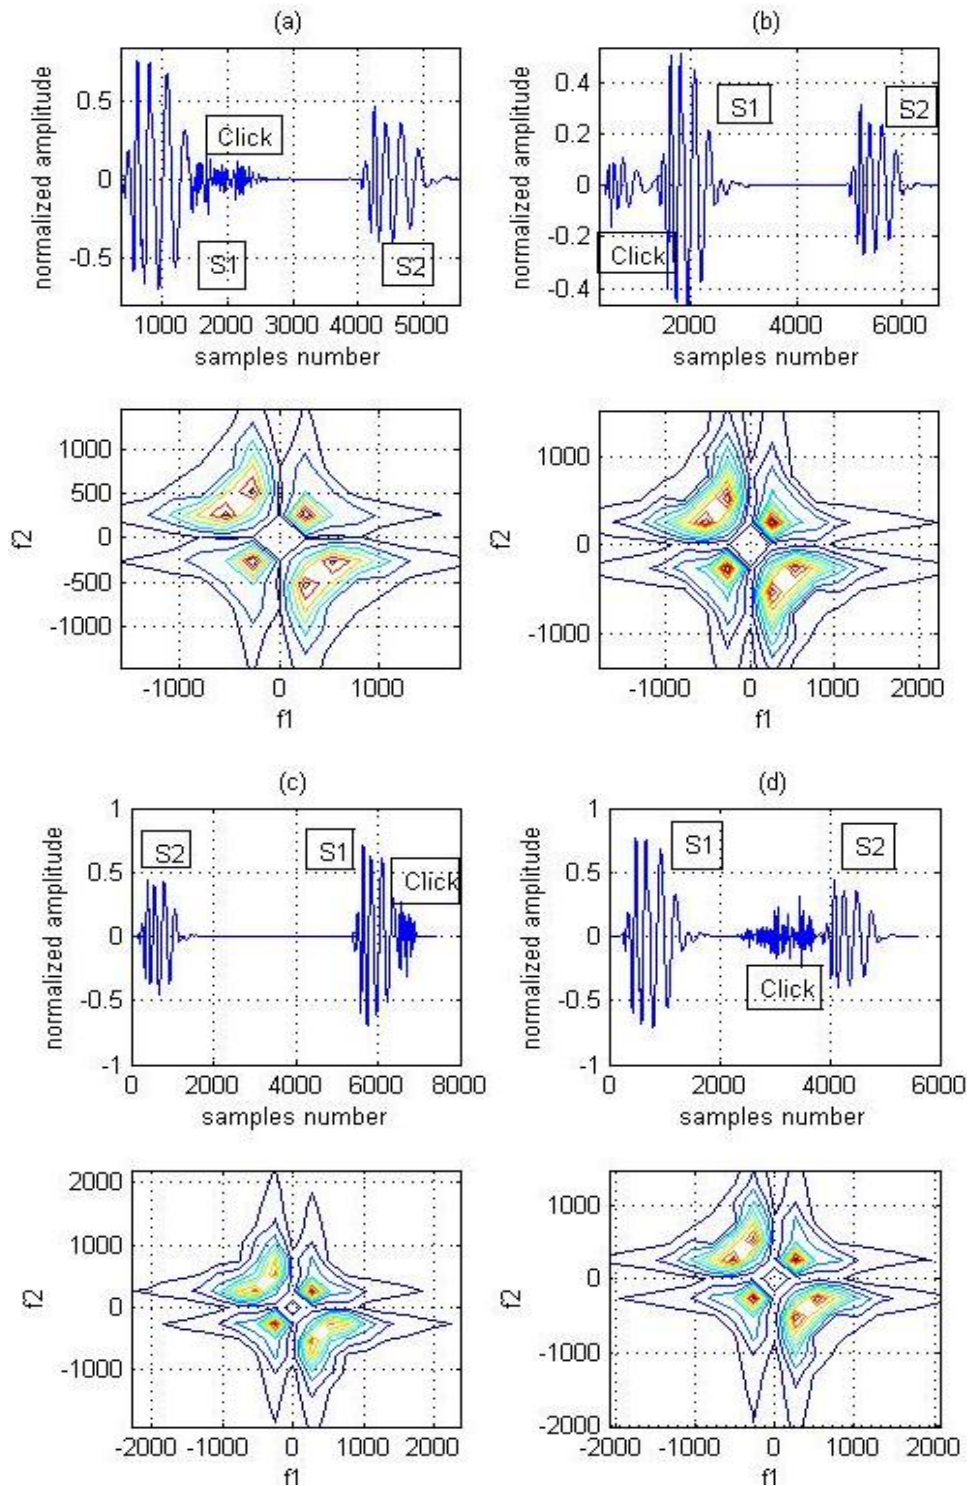 (a)
normalized amplitude
0.5
0
-0.5
Click
S1
S2
1000 2000 3000 4000 5000
samples number
(b)
normalized amplitude
0.4
0.2
0
-0.2
-0.4
S1
S2
Click
2000 4000 6000
samples number
f2
1000
500
0
-500
-1000
-1000 0 1000
f1
f2
1000
0
-1000
-1000 0 1000 2000
f1
(c)
normalized amplitude
1
0.5
0
-0.5
-1
S2
S1
Click
0 2000 4000 6000 8000
samples number
(d)
normalized amplitude
1
0.5
0
-0.5
-1
S1
S2
Click
0 2000 4000 6000
samples number
f2
2000
1000
0
-1000
-2000 -1000 0 1000 2000
f1
f2
1000
0
-1000
-2000
-2000 -1000 0 1000 2000
f1